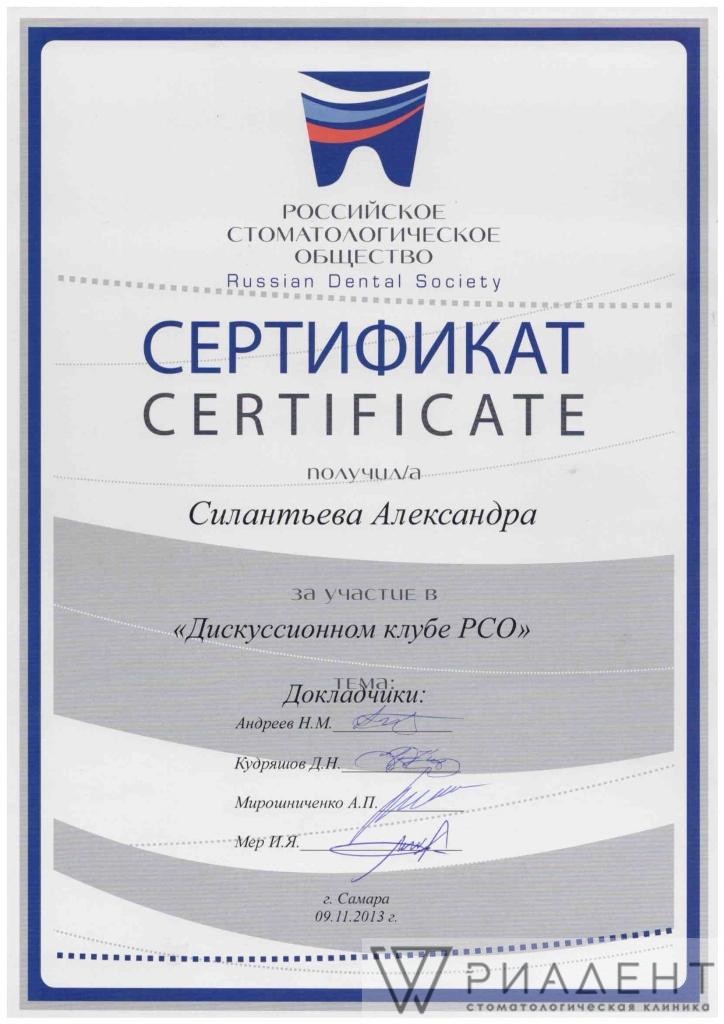 РОССИЙСКОЕ
СТОМАТОЛОГИЧЕСКОЕ
ОБЩЕСТВО
Russian Dental Society
СЕРТИФИКАТ
CERTIFICATE
получил/а
Силантьева Александра
за участие в
«Дискуссионном клубе РСО»
тема:
Докладчики:
Андреев Н.М.
Кудряшов Д.Н.
Мирошниченко А.П.
Мер И.Я.
г. Самара
09.11.2013 г.
РИАДЕНТ
стоматологическая клиника